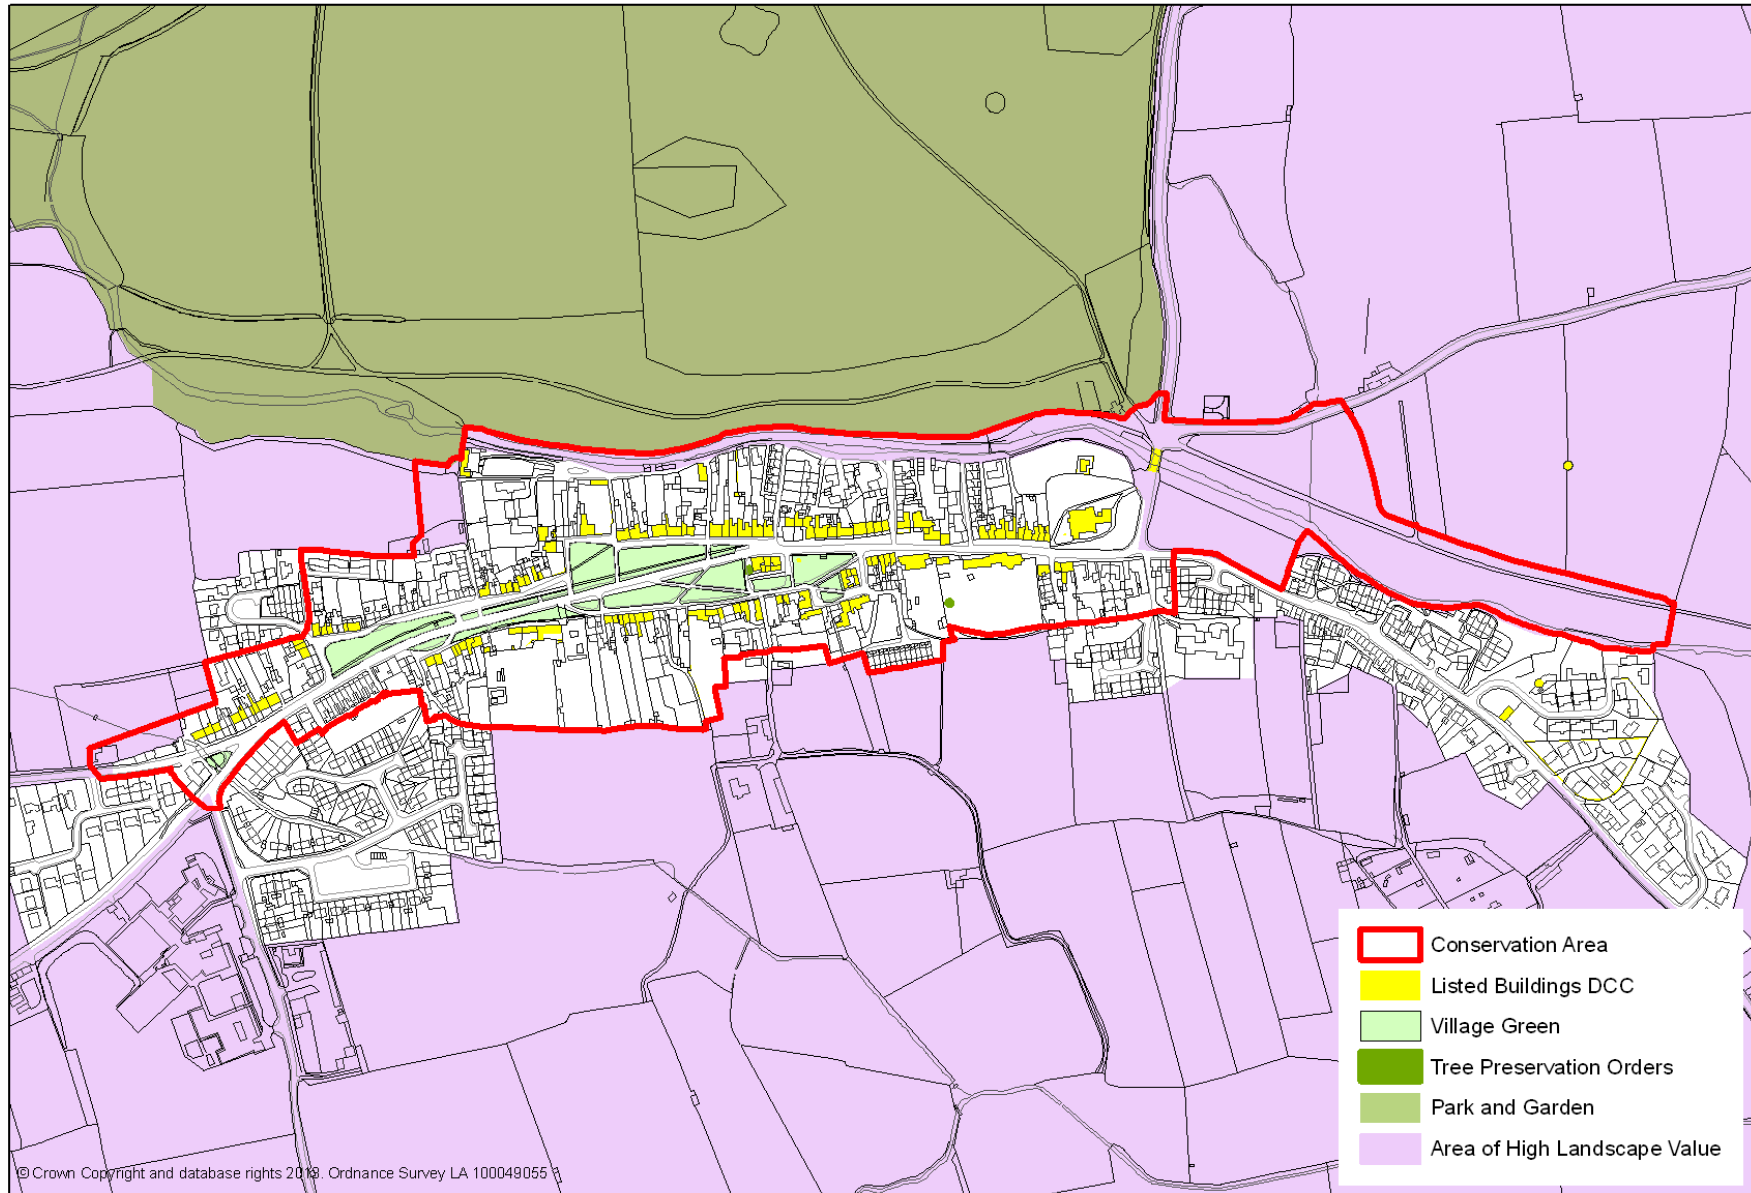 Conservation Area
Listed Buildings DCC
Village Green
Tree Preservation Orders
Park and Garden
Area of High Landscape Value
© Crown Copyright and database rights 2013. Ordnance Survey LA 100049055